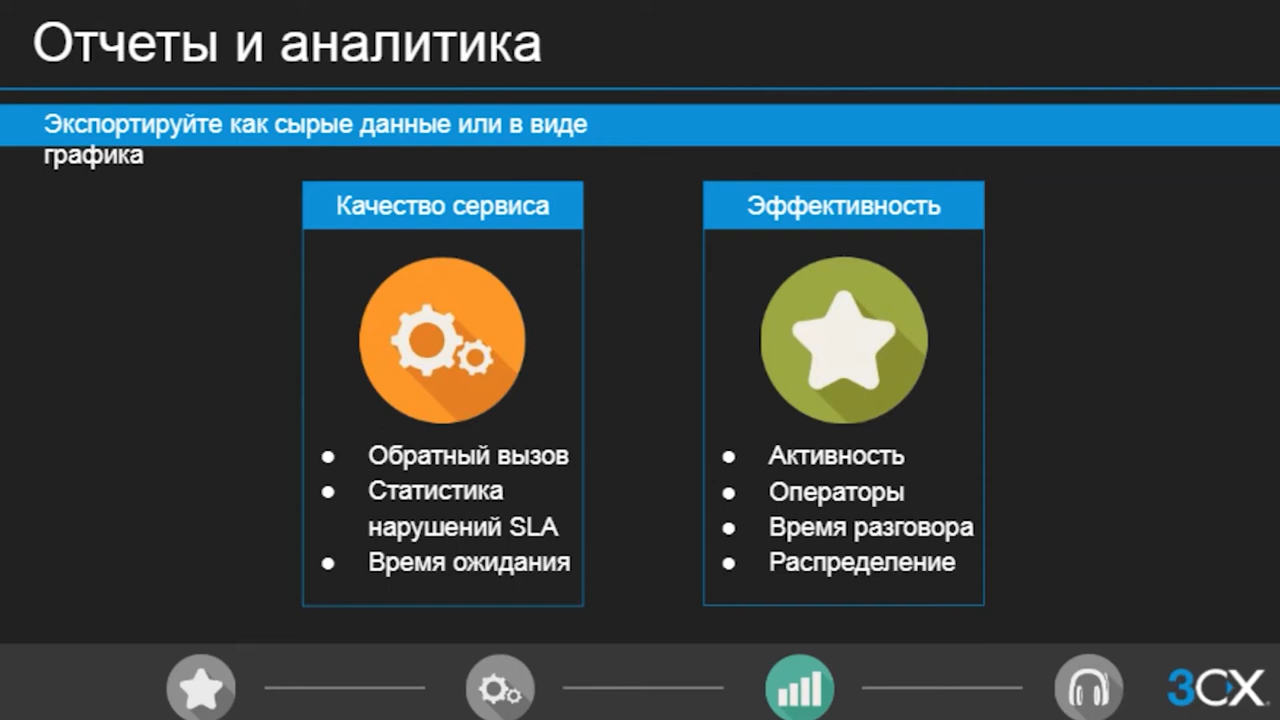 Отчеты и аналитика
Экспортируйте как сырые данные или в виде
графика
Качество сервиса
● Обратный вызов
● Статистика
нарушений SLA
● Время ожидания
Эффективность
● Активность
● Операторы
● Время разговора
● Распределение
3CX